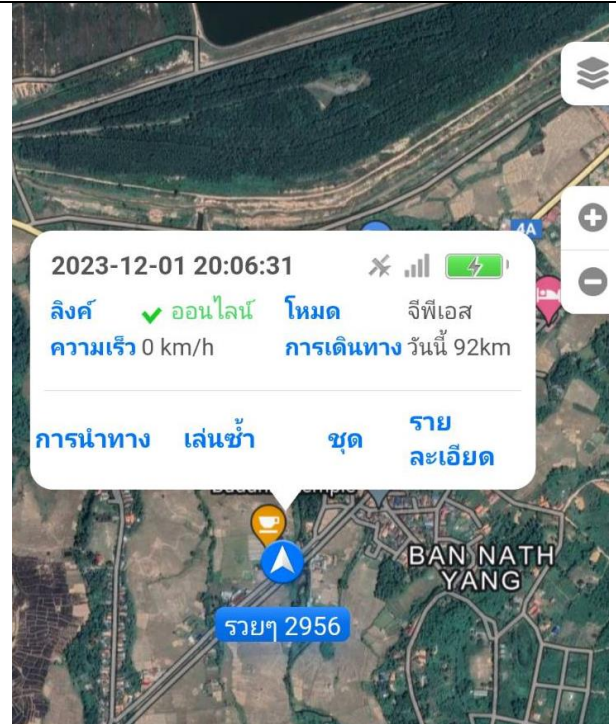 4A
2023-12-01 20:06:31
ลิงค์ ออนไลน์ โหมด จีพีเอส
ความเร็ว 0 km/h การเดินทาง วันนี้ 92km
การนำทาง เล่นซ้ำ ชุด ราย
ละเอียด
BAN NATH
YANG
รวยๆ 2956